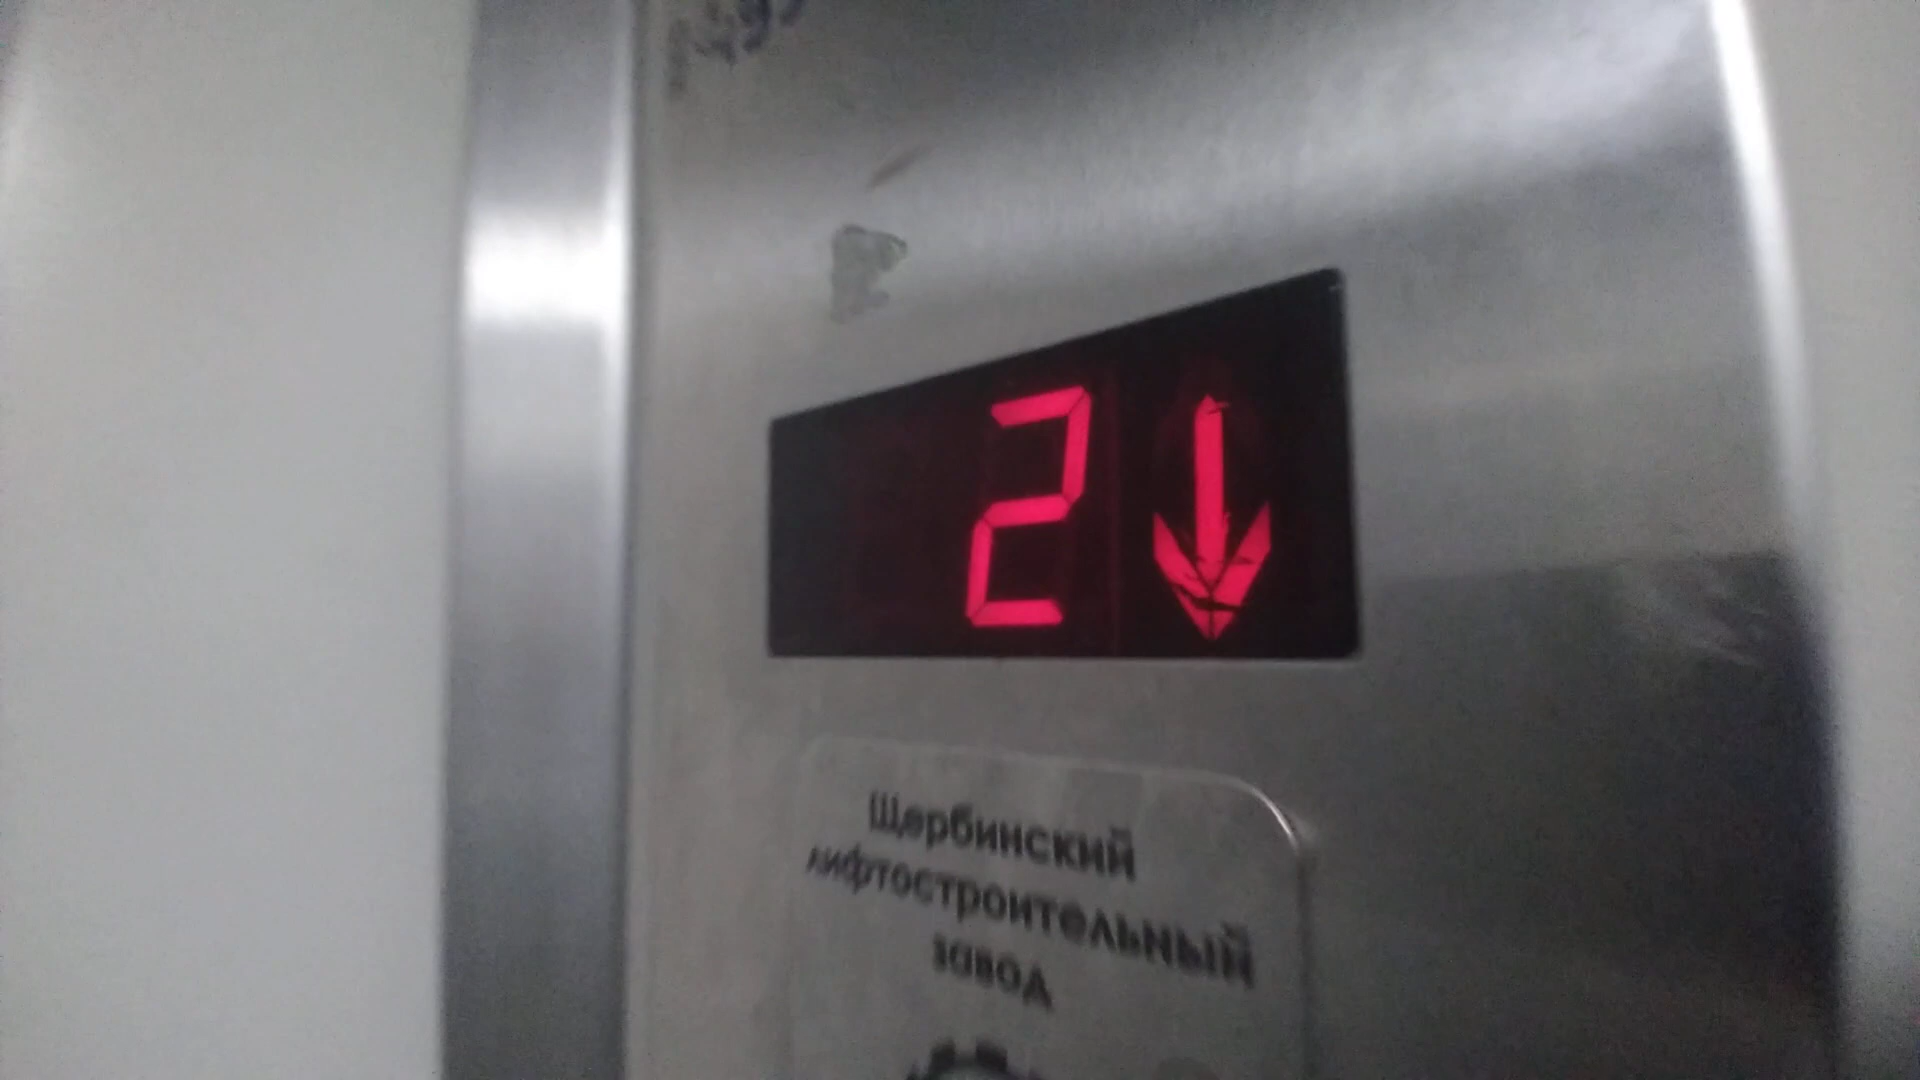 2↓
Щербинский
лифтостроительный
завод